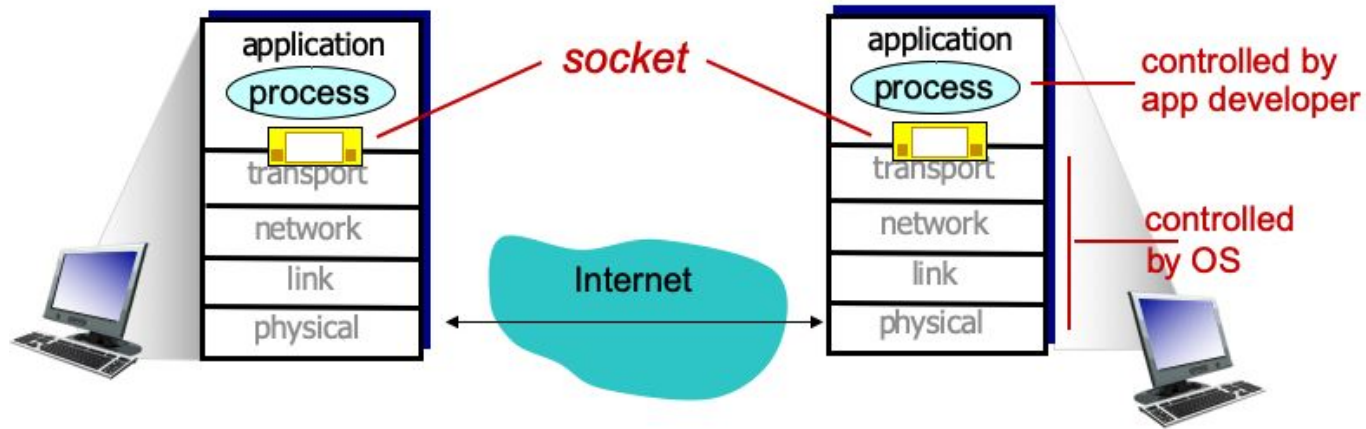 application
process
transport
network
link
physical
socket
Internet
application
process
transport
network
link
physical
controlled by
app developer
controlled
by OS